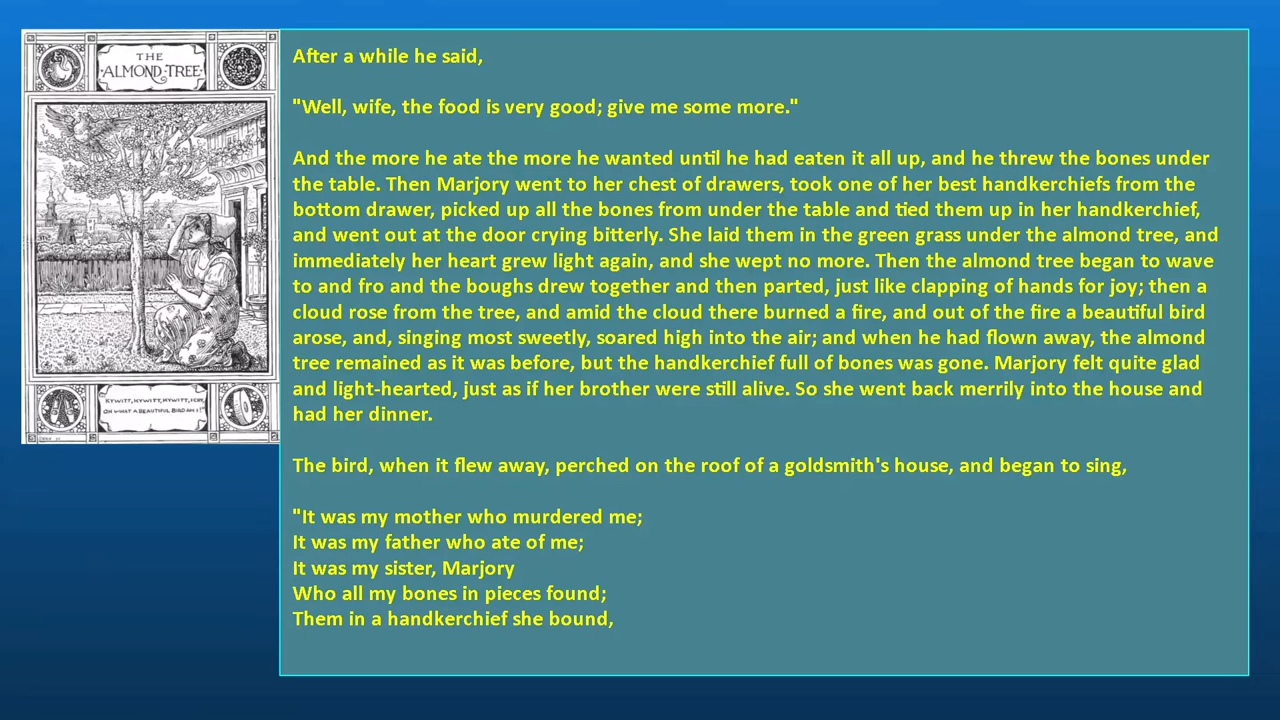 THE
ALMOND·TREE
After a while he said,
"Well, wife, the food is very good; give me some more."
And the more he ate the more he wanted until he had eaten it all up, and he threw the bones under
the table. Then Marjory went to her chest of drawers, took one of her best handkerchiefs from the
bottom drawer, picked up all the bones from under the table and tied them up in her handkerchief,
and went out at the door crying bitterly. She laid them in the green grass under the almond tree, and
immediately her heart grew light again, and she wept no more. Then the almond tree began to wave
to and fro and the boughs drew together and then parted, just like clapping of hands for joy; then a
cloud rose from the tree, and amid the cloud there burned a fire, and out of the fire a beautiful bird
arose, and, singing most sweetly, soared high into the air; and when he had flown away, the almond
tree remained as it was before, but the handkerchief full of bones was gone. Marjory felt quite glad
and light-hearted, just as if her brother were still alive. So she went back merrily into the house and
had her dinner.
The bird, when it flew away, perched on the roof of a goldsmith's house, and began to sing,
"It was my mother who murdered me;
It was my father who ate of me;
It was my sister, Marjory
Who all my bones in pieces found;
Them in a handkerchief she bound,
KYWITT, KYWITT, KYWITT, I CRY,
OH WHAT A BEAUTIFUL BIRD AM I!"